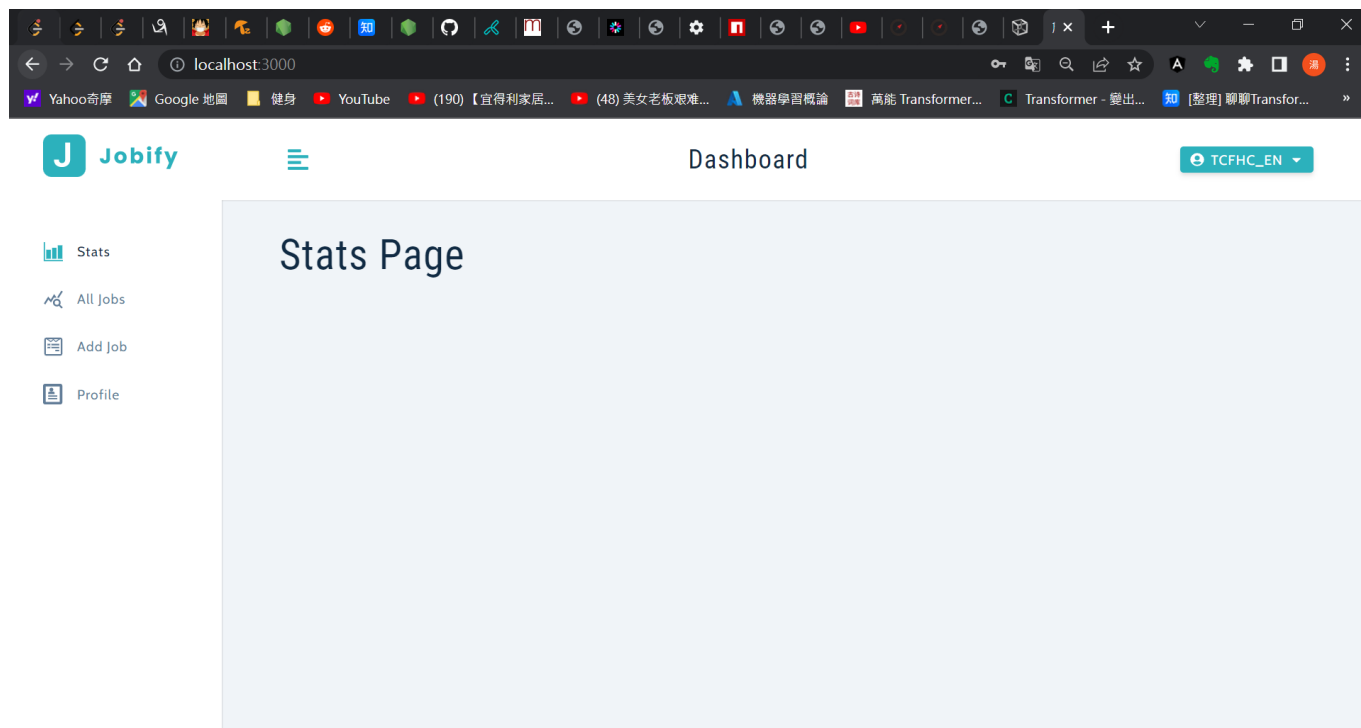 知
localhost:3000
Yahoo奇摩 Google 地圖 健身 YouTube (190)【宜得利家居... (48) 美女老板艰难... 機器學習概論 萬能 Transformer... Transformer - 變出... 知 [整理] 聊聊Transfor... »
J Jobify
Dashboard
TCFHC_EN
Stats
All Jobs
Add Job
Profile
Stats Page